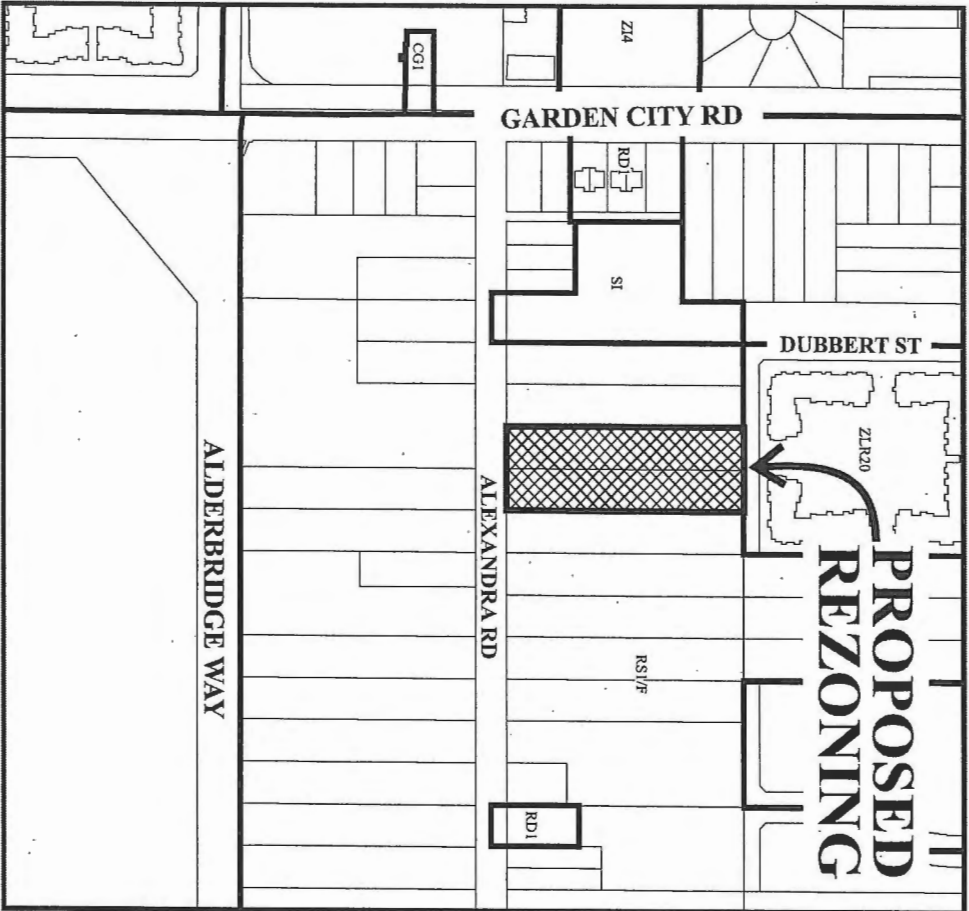 CG1
ZI4
GARDEN CITY RD
RD1
SI
DUBBERT ST
ZLR20
PROPOSED
REZONING
ALEXANDRA RD
ALDERBRIDGE WAY
RS1/F
RD1